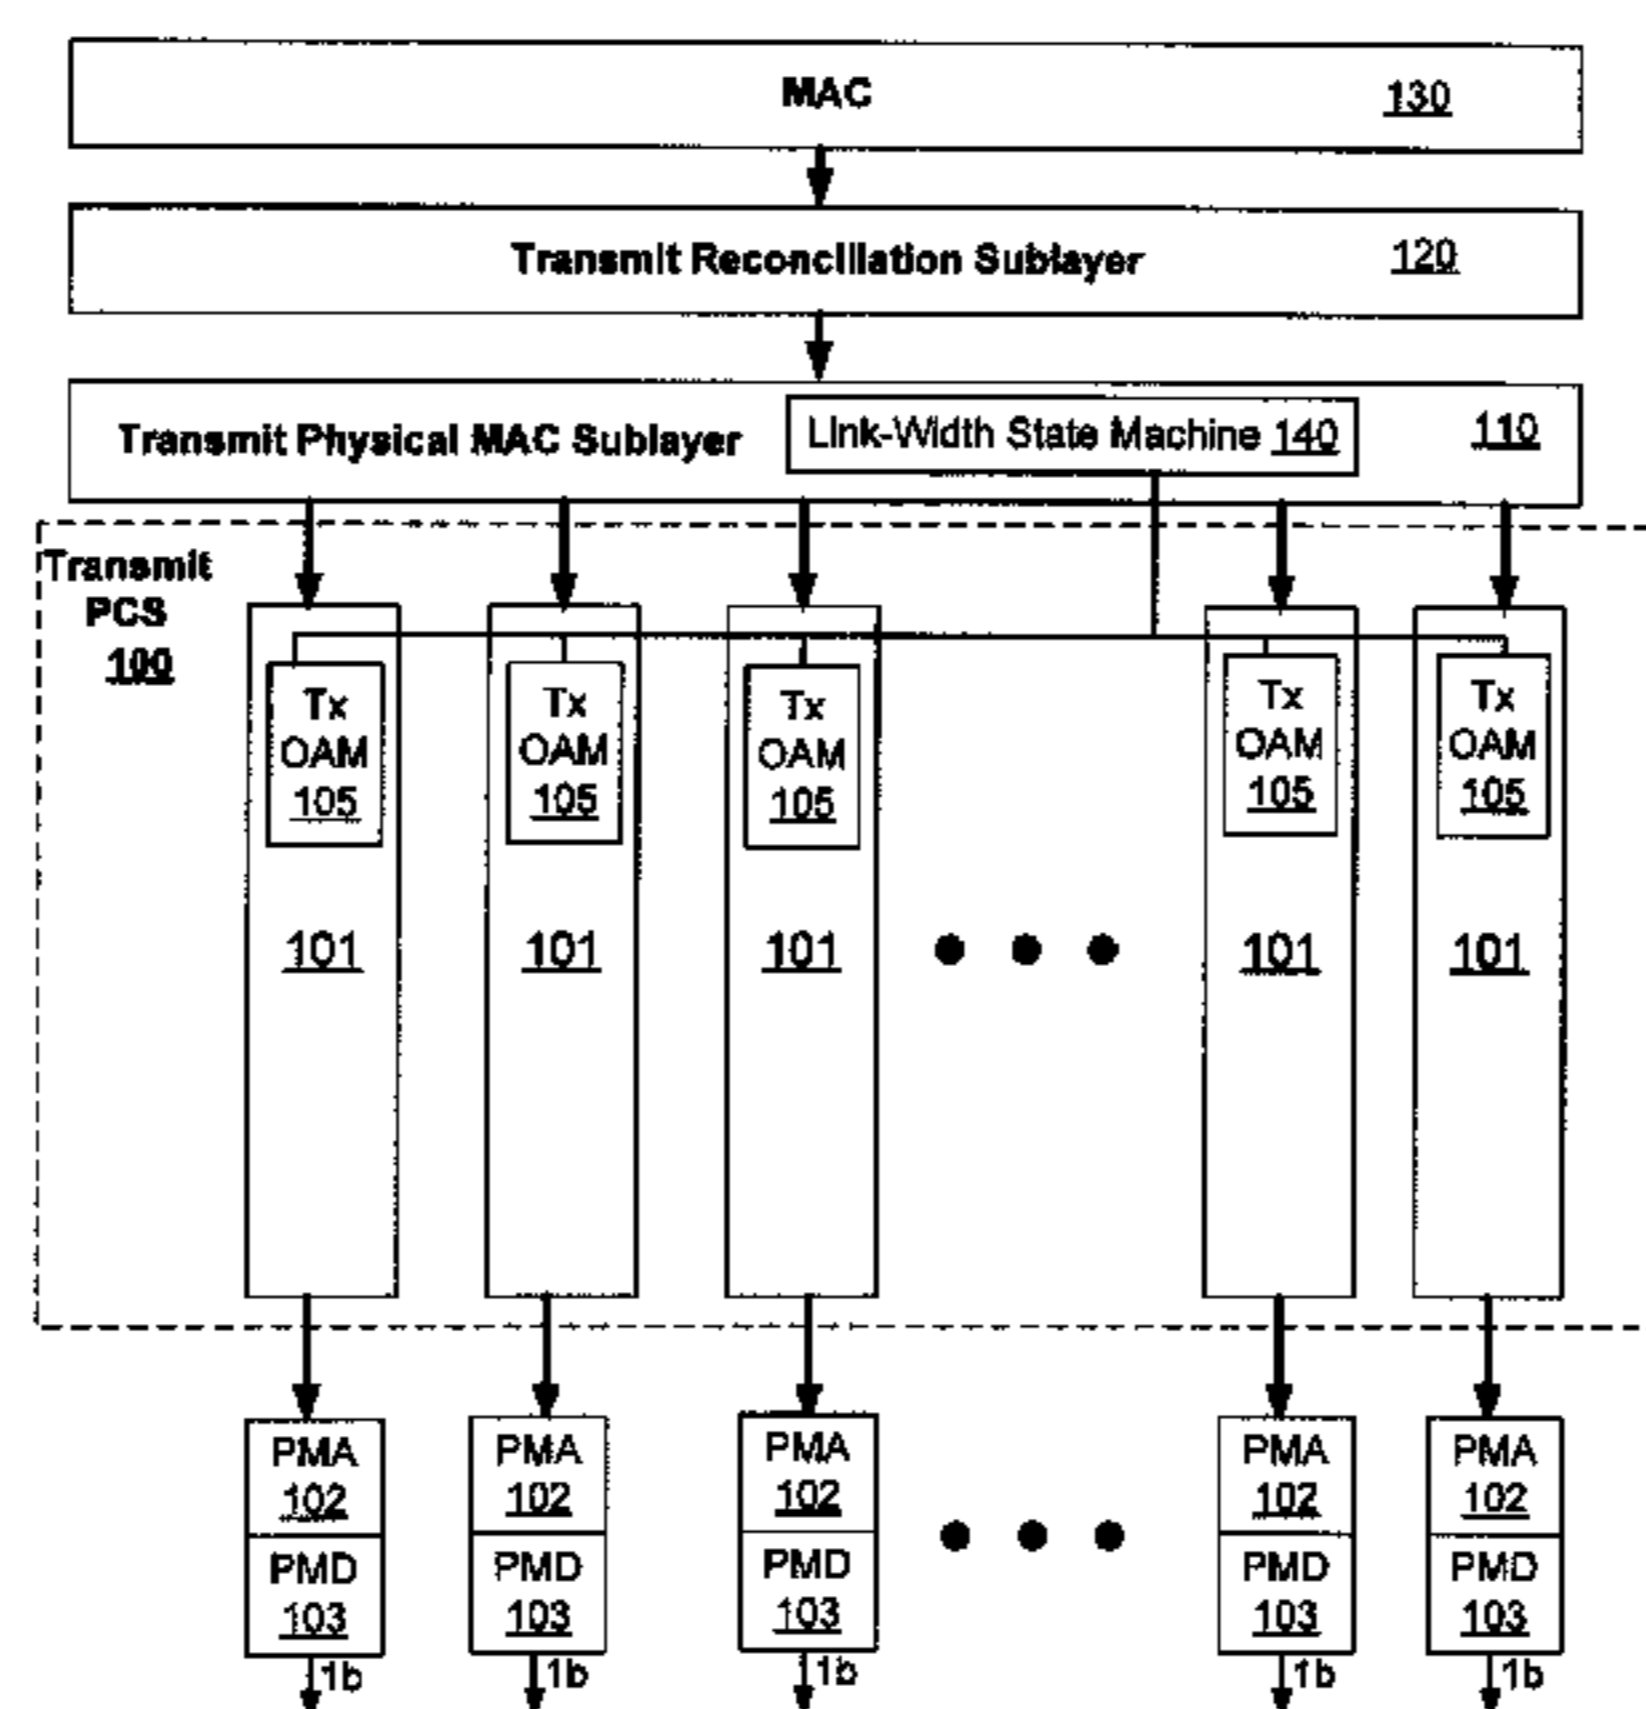 MAC 130
Transmit Reconciliation Sublayer 120
Transmit Physical MAC Sublayer Link-Width State Machine 140 110
Transmit
PCS
100
Tx Tx Tx Tx Tx
OAM OAM OAM OAM OAM
105 105 105 105 105
101 101 101 101 101
PMA PMA PMA PMA PMA
102 102 102 102 102
PMD PMD PMD PMD PMD
103 103 103 103 103
1b 1b 1b 1b 1b